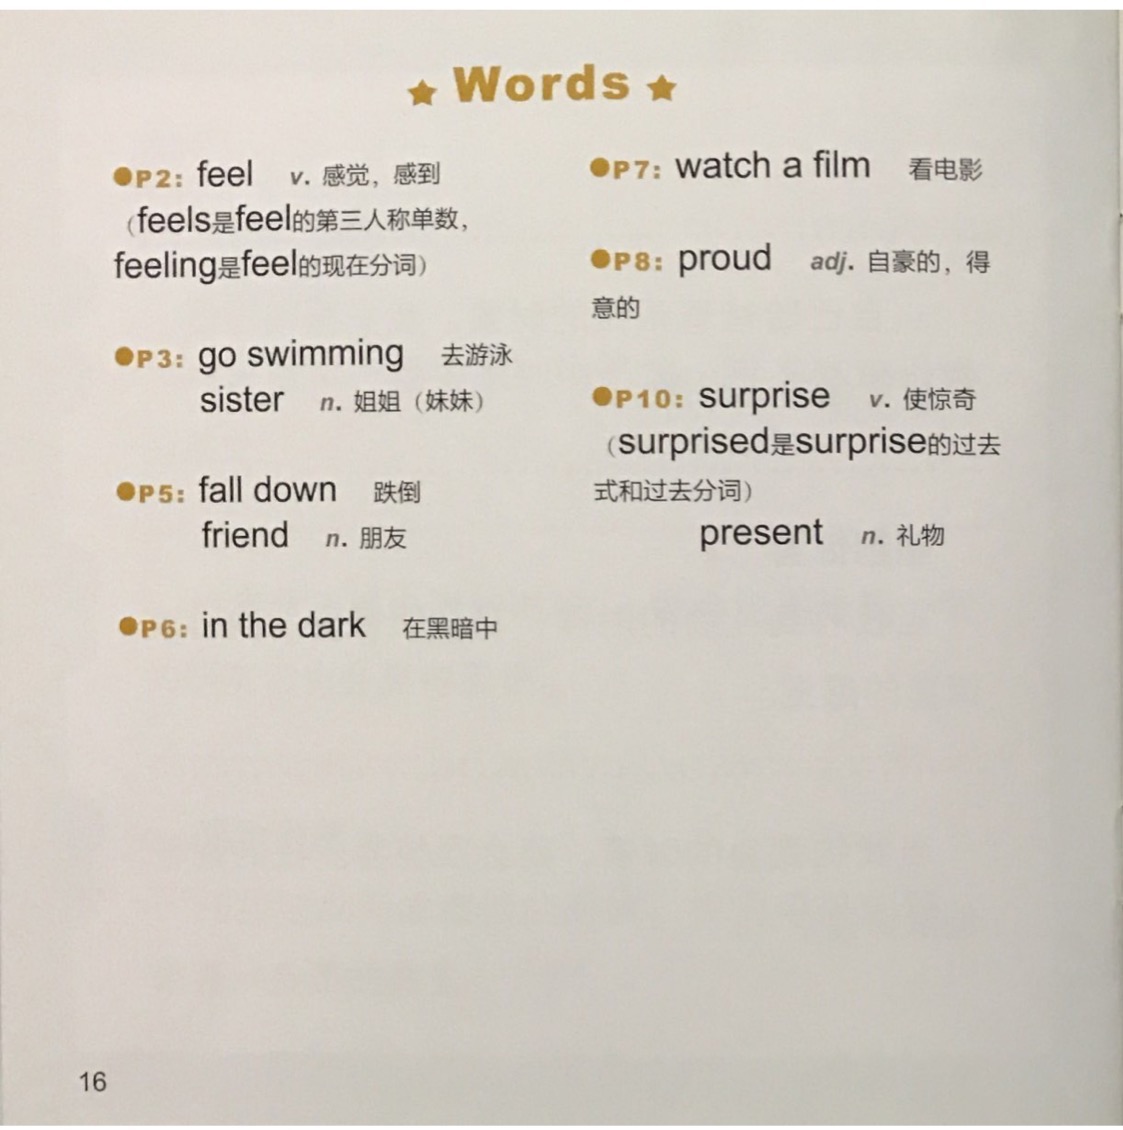 ★ Words ★
●P2: feel v. 感觉，感到
（feels是feel的第三人称单数，
feeling是feel的现在分词）
●P3: go swimming 去游泳
sister n. 姐姐（妹妹）
●P5: fall down 跌倒
friend n. 朋友
●P6: in the dark 在黑暗中
●P7: watch a film 看电影
●P8: proud adj. 自豪的，得
意的
●P10: surprise v. 使惊奇
（surprised是surprise的过去
式和过去分词）
present n. 礼物
16